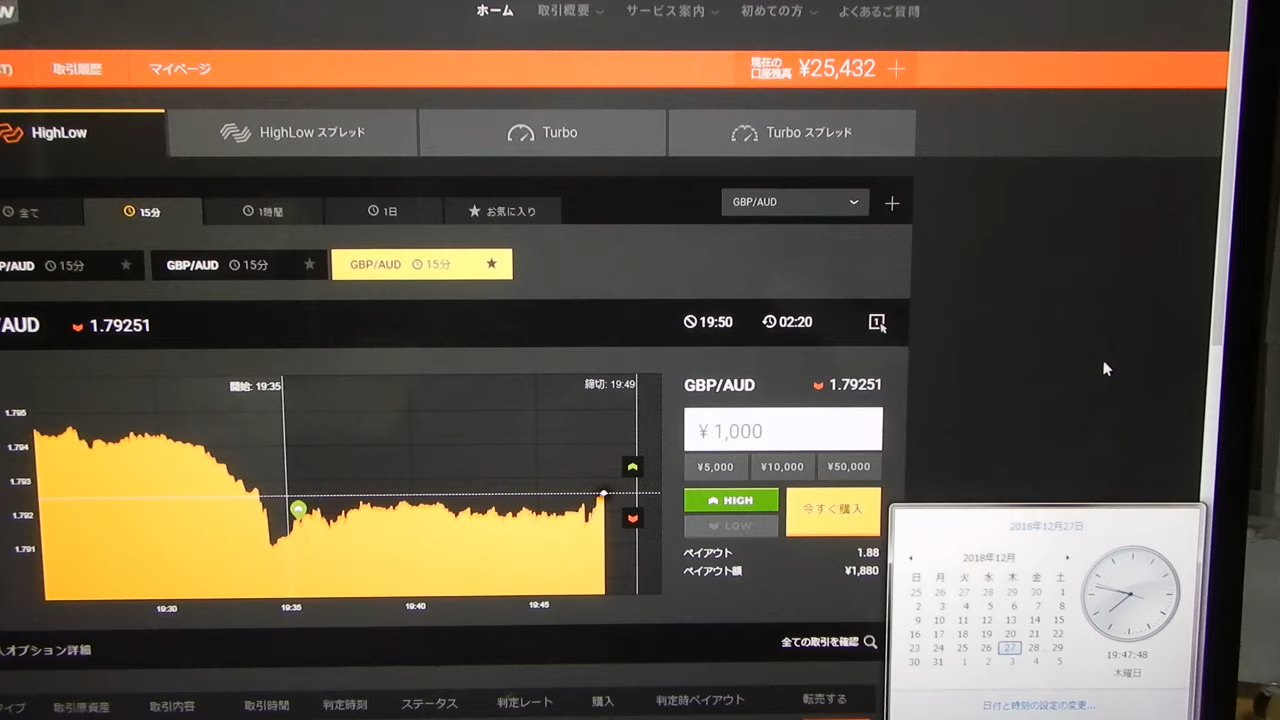 ホーム 取引概要 サービス案内 初めての方 よくあるご質問
取引履歴 マイページ 現在の口座残高 ¥25,432
HighLow HighLow スプレッド Turbo Turbo スプレッド
全て 15分 1時間 1日 お気に入り GBP/AUD
P/AUD 15分 GBP/AUD 15分 GBP/AUD 15分
/AUD 1.79251 19:50 02:20 1
開始: 19:35 締切: 19:49
1.795
1.794
1.793
1.792
1.791
19:30 19:35 19:40 19:45
GBP/AUD 1.79251
¥ 1,000
¥5,000 ¥10,000 ¥50,000
HIGH
LOW
今すぐ購入
ペイアウト 1.88
ペイアウト額 ¥1,880
オプション詳細 全ての取引を確認
タイプ 取引原資産 取引内容 取引時間 判定時刻 ステータス 判定レート 購入 判定時ペイアウト 転売する
2018年12月27日
2018年12月
日 月 火 水 木 金 土
25 26 27 28 29 30 1
2 3 4 5 6 7 8
9 10 11 12 13 14 15
16 17 18 19 20 21 22
23 24 25 26 27 28 29
30 31 1 2 3 4 5
19:47:48
木曜日
日付と時刻の設定の変更...